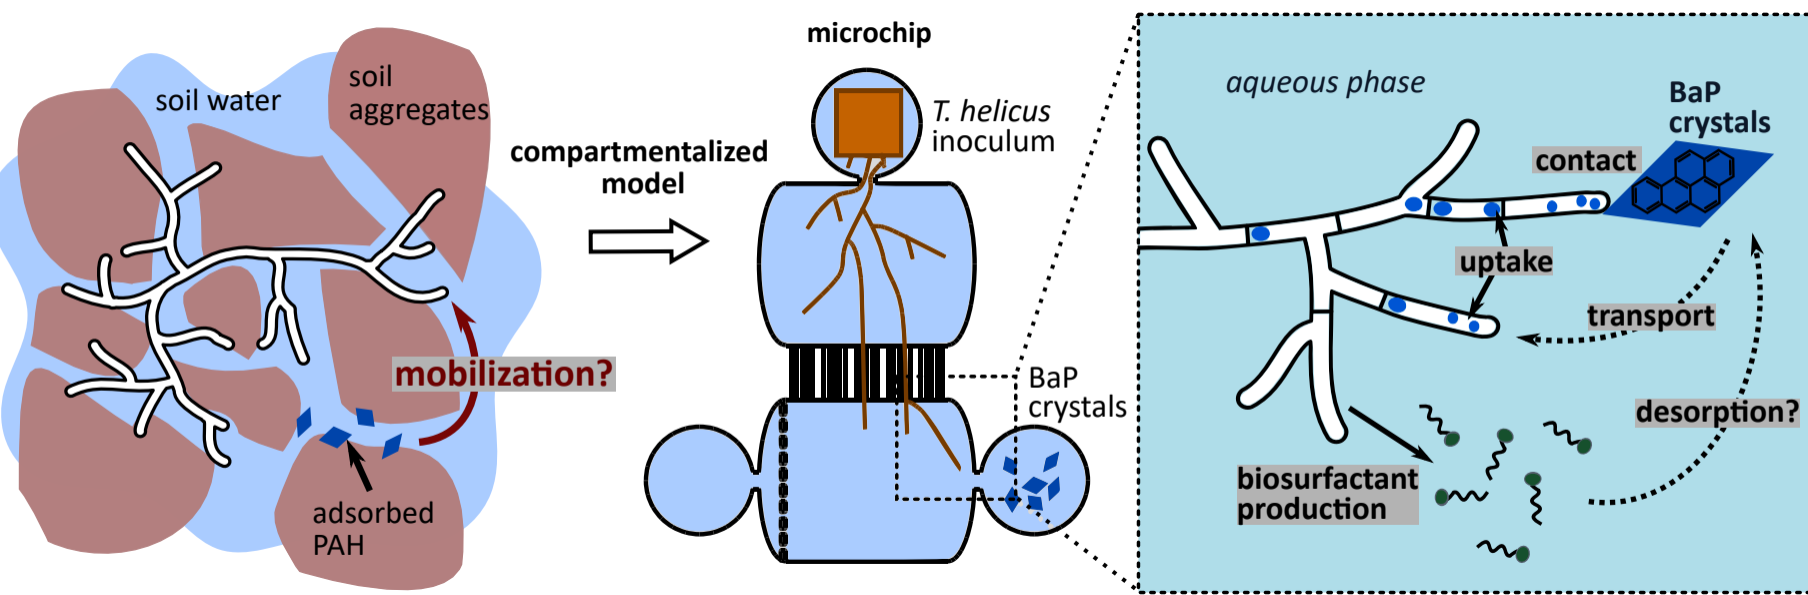 soil water
soil
aggregates
mobilization?
adsorbed
PAH
compartmentalized
model
microchip
T. helicus
inoculum
BaP
crystals
aqueous phase
BaP
crystals
contact
uptake
transport
desorption?
biosurfactant
production